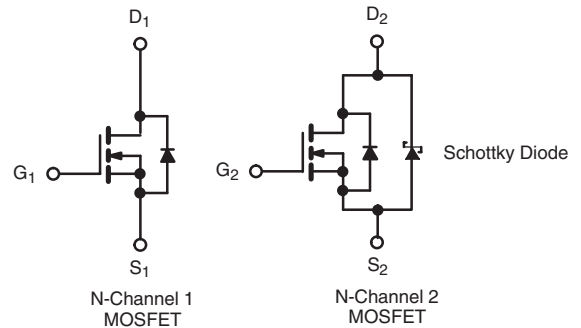 D1
D2
G1
G2
Schottky Diode
S1
S2
N-Channel 1
MOSFET
N-Channel 2
MOSFET